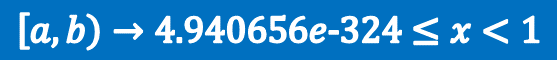 [a, b) → 4.940656e-324 ≤ x < 1